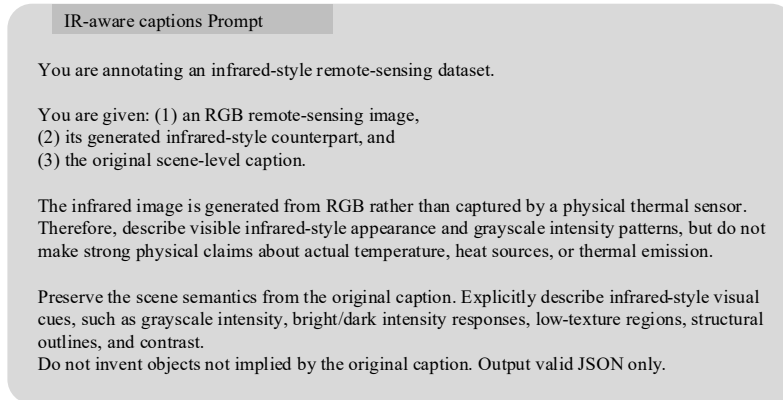 IR-aware captions Prompt
You are annotating an infrared-style remote-sensing dataset.
You are given: (1) an RGB remote-sensing image,
(2) its generated infrared-style counterpart, and
(3) the original scene-level caption.
The infrared image is generated from RGB rather than captured by a physical thermal sensor.
Therefore, describe visible infrared-style appearance and grayscale intensity patterns, but do not
make strong physical claims about actual temperature, heat sources, or thermal emission.
Preserve the scene semantics from the original caption. Explicitly describe infrared-style visual
cues, such as grayscale intensity, bright/dark intensity responses, low-texture regions, structural
outlines, and contrast.
Do not invent objects not implied by the original caption. Output valid JSON only.